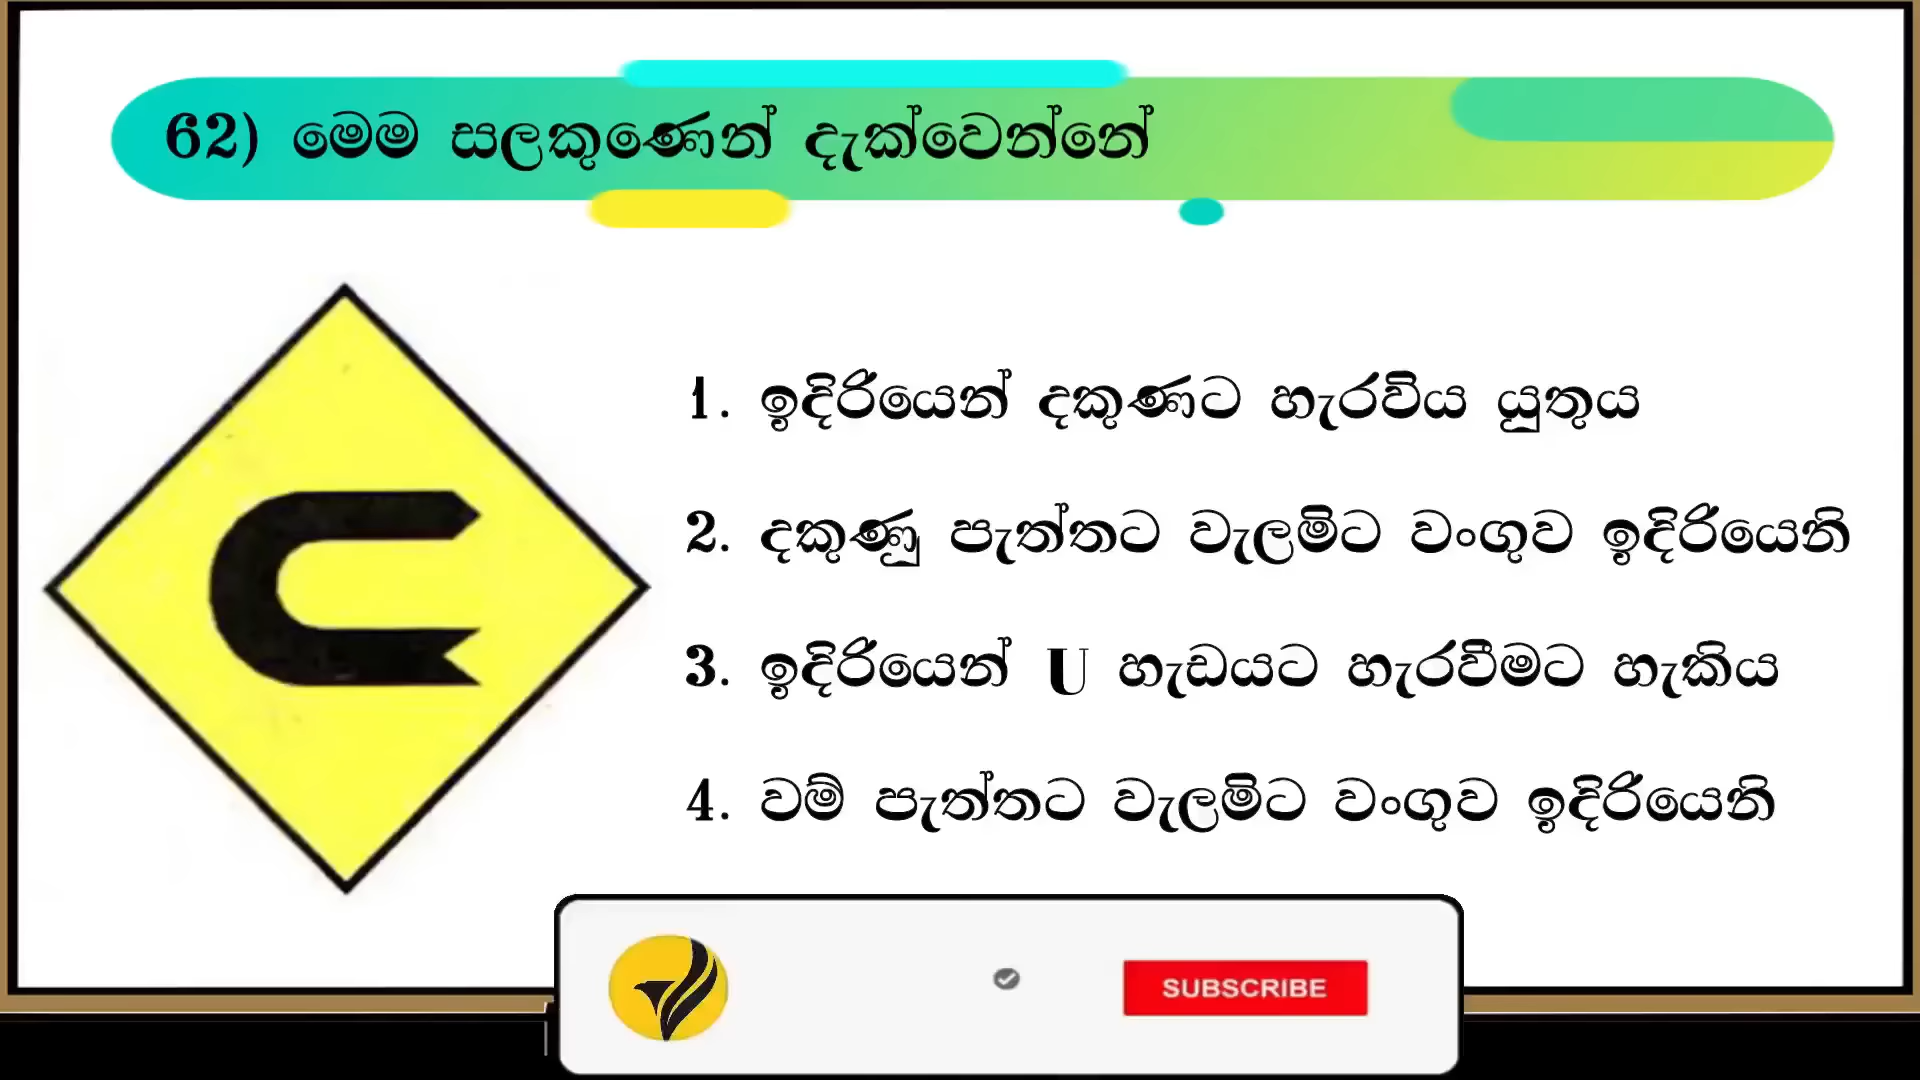 62) මෙම සලකුණෙන් දැක්වෙන්නේ
1. ඉදිරියෙන් දකුණට හැරවිය යුතුය
2. දකුණු පැත්තට වැලමිට වංගුව ඉදිරියෙනි
3. ඉදිරියෙන් U හැඩයට හැරවීමට හැකිය
4. වම් පැත්තට වැලමිට වංගුව ඉදිරියෙනි
SUBSCRIBE